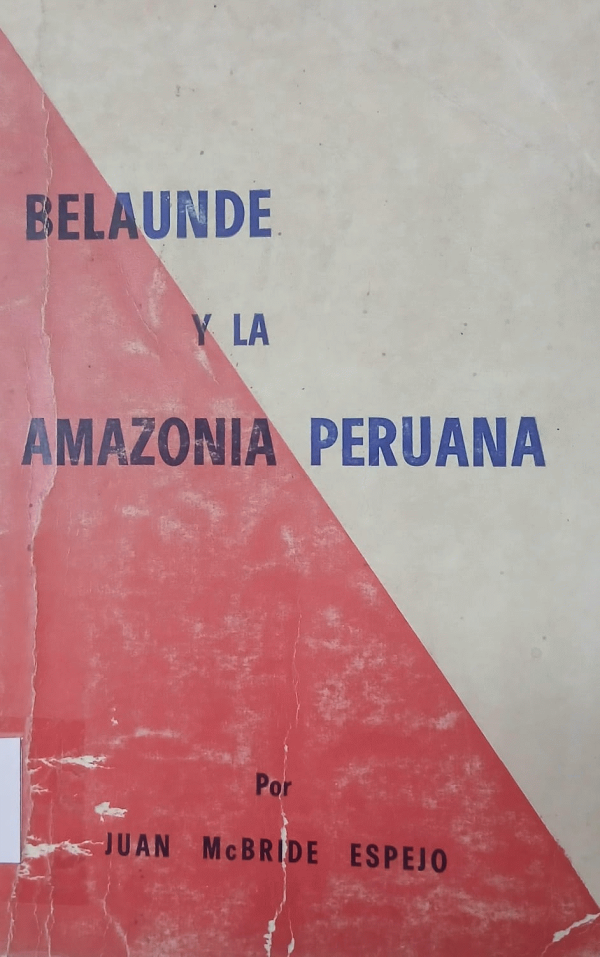 BELAUNDE
Y LA
AMAZONIA PERUANA
Por
JUAN McBRIDE ESPEJO